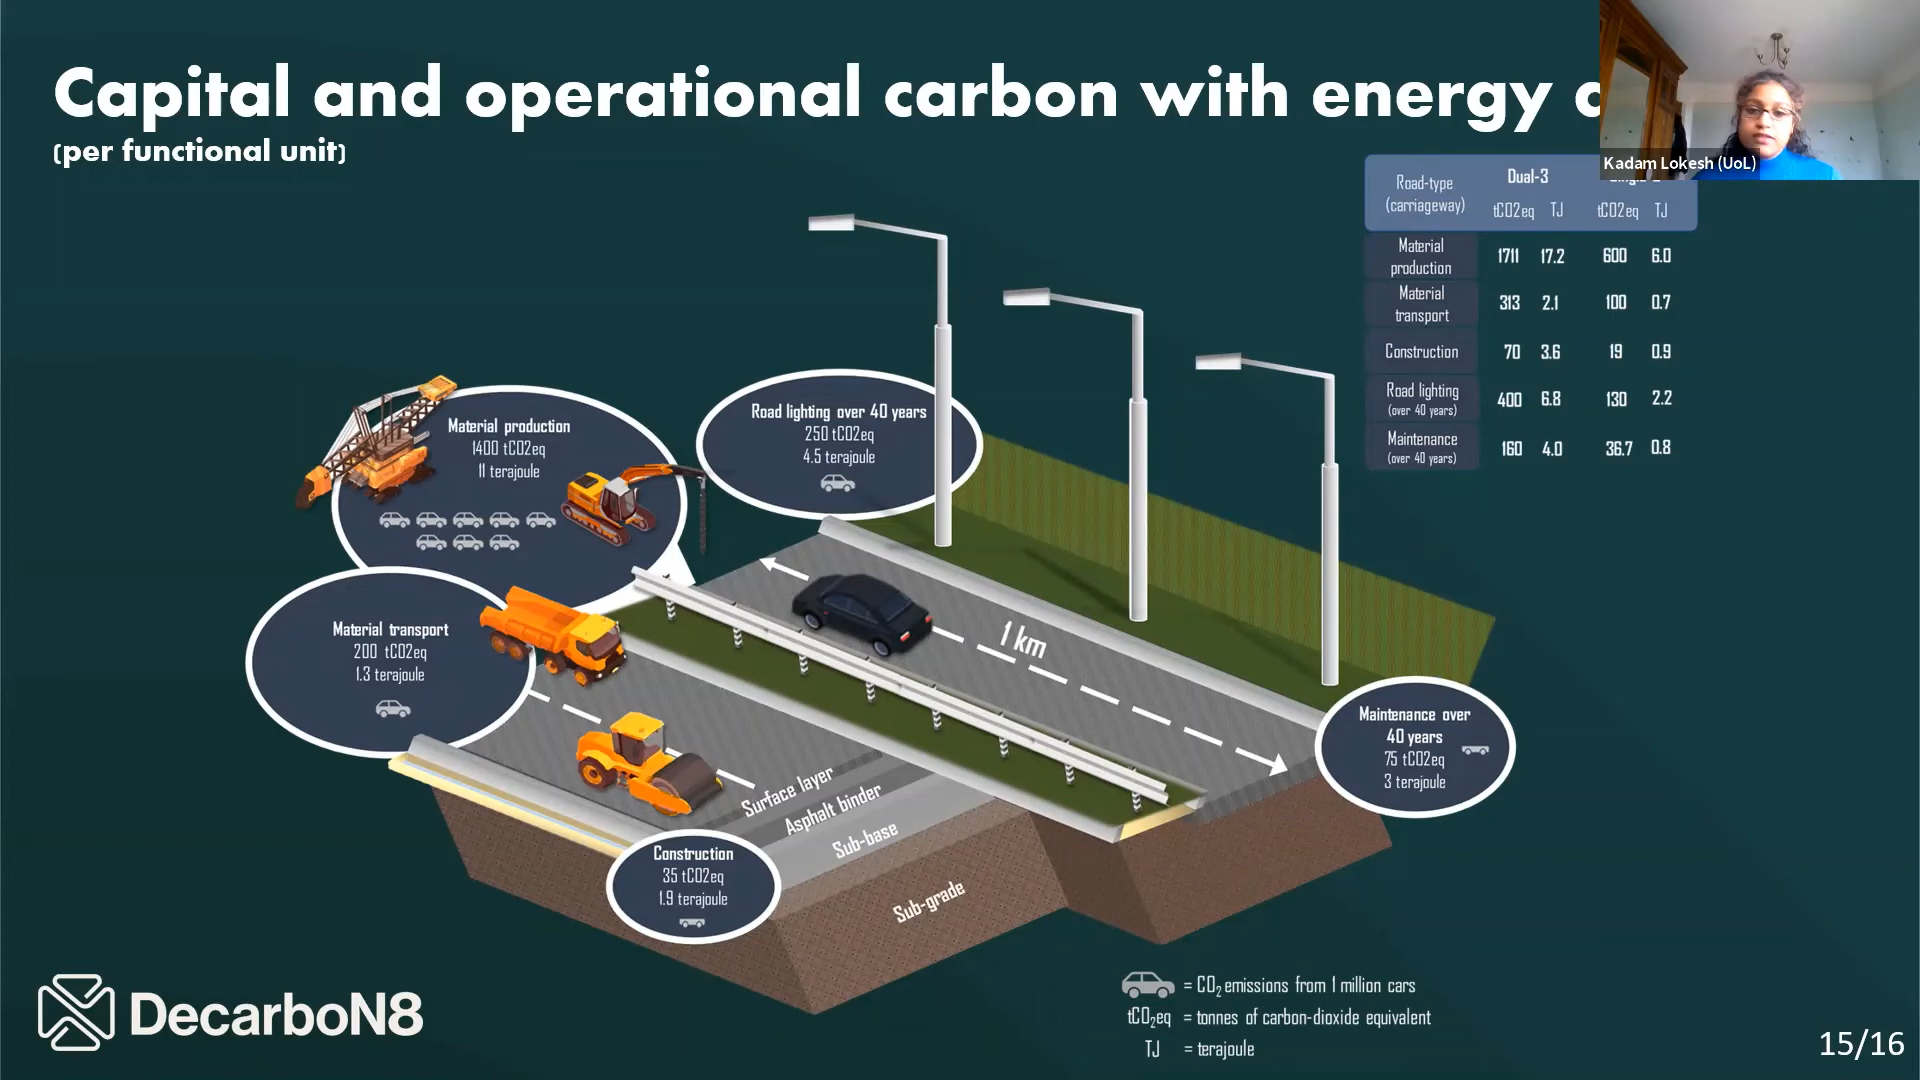 Capital and operational carbon with energy
(per functional unit)
Kadam Lokesh (UoL)
Road-type
(carriageway)
Dual-3
tCO2eq TJ tCO2eq TJ
Material
production
1711 17.2 600 6.0
Material
transport
313 2.1 100 0.7
Construction 70 3.6 19 0.9
Road lighting
(over 40 years)
400 6.8 130 2.2
Maintenance
(over 40 years)
160 4.0 36.7 0.8
Material production
1400 tCO2eq
11 terajoule
Road lighting over 40 years
250 tCO2eq
4.5 terajoule
Material transport
200 tCO2eq
1.3 terajoule
1 km
Maintenance over
40 years
75 tCO2eq
3 terajoule
Surface layer
Asphalt binder
Sub-base
Sub-grade
Construction
35 tCO2eq
1.9 terajoule
= CO2 emissions from 1 million cars
tCO2eq = tonnes of carbon-dioxide equivalent
TJ = terajoule
DecarboN8
15/16